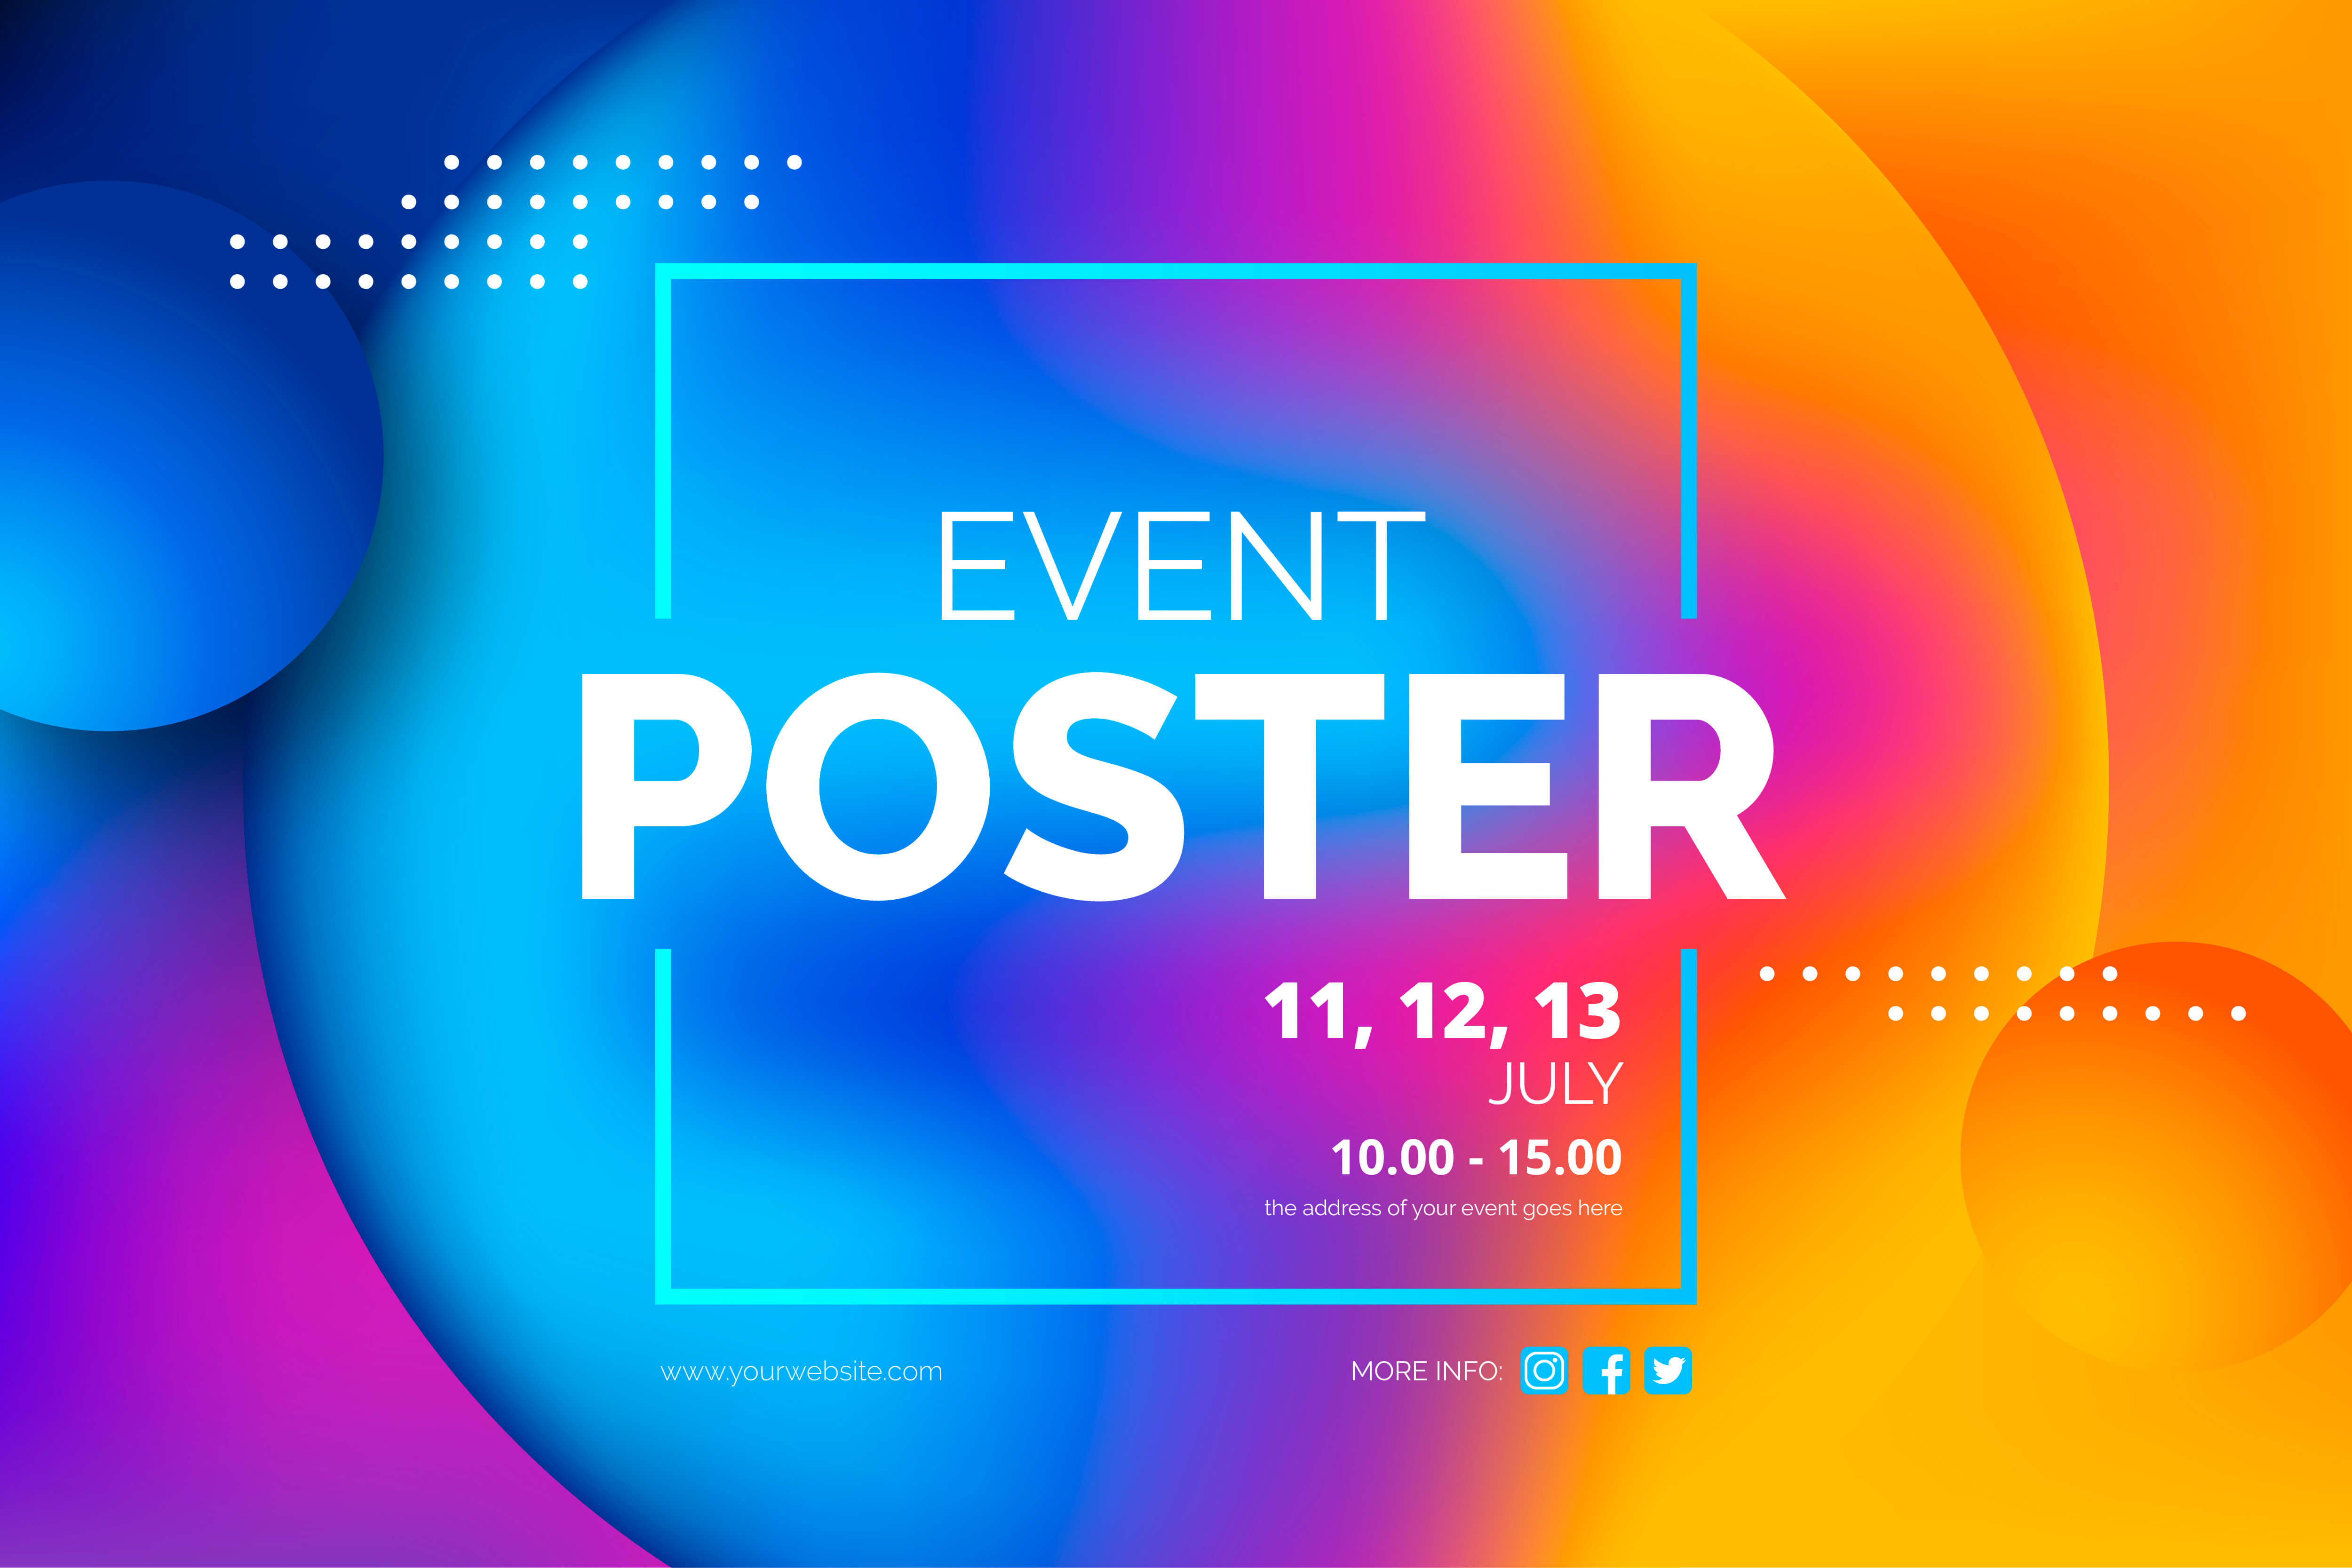 EVENT
POSTER
11, 12, 13
JULY
10.00 - 15.00
the address of your event goes here
www.yourwebsite.com
MORE INFO: